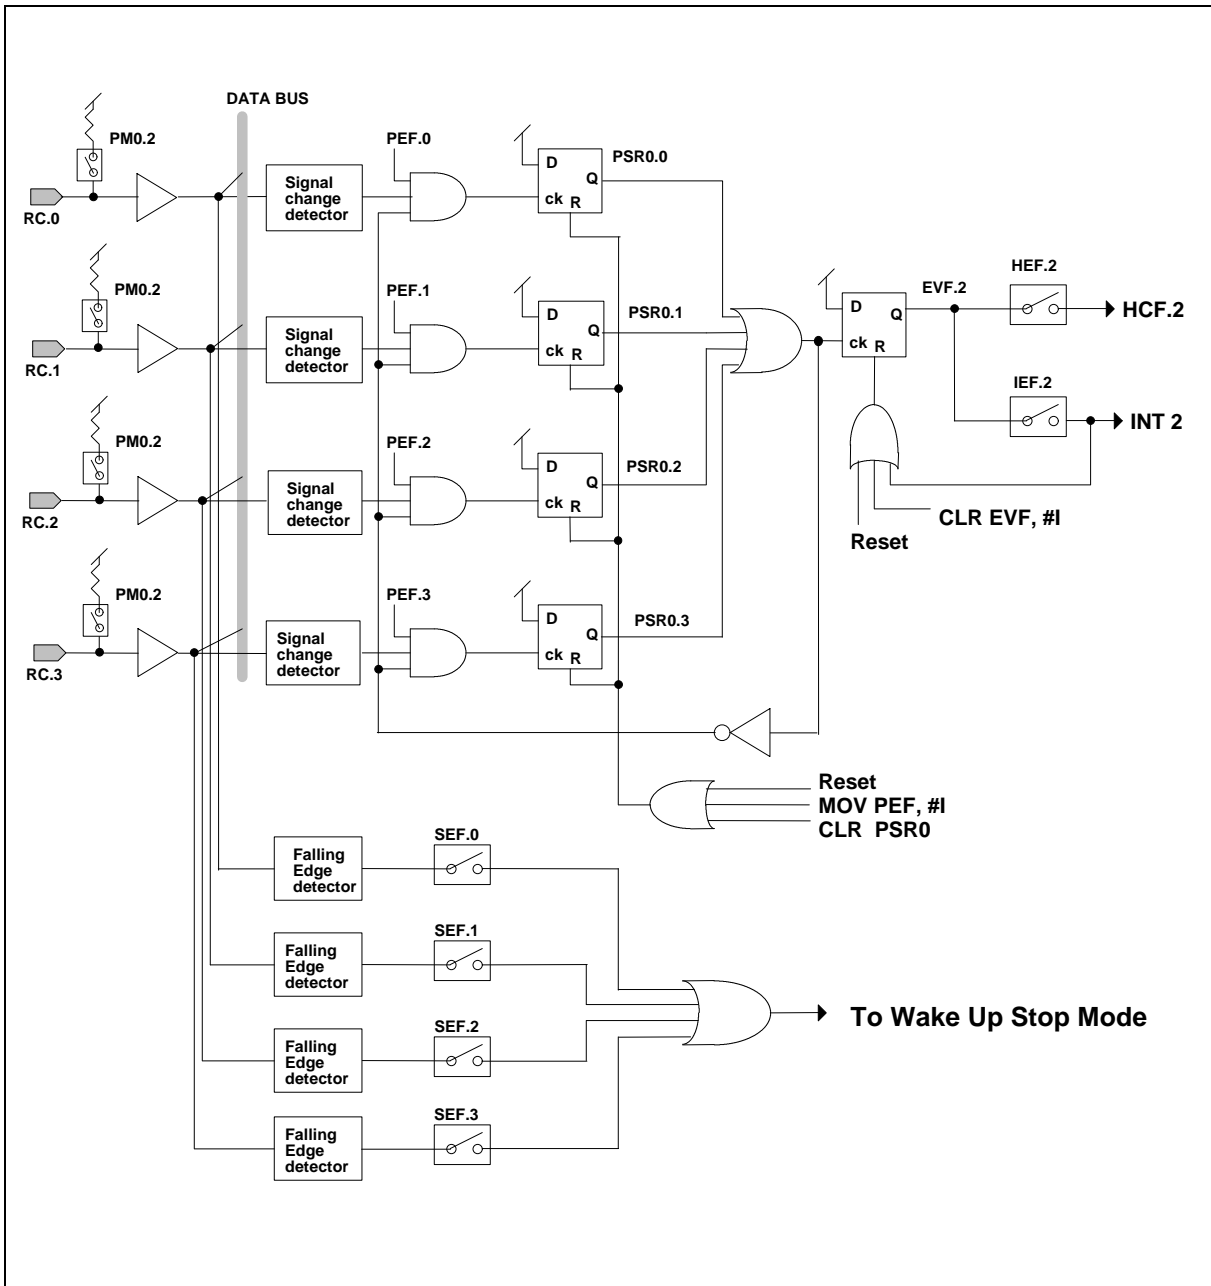 DATA BUS
PM0.2
RC.0
Signal
change
detector
PEF.0
D
Q
ck
R
PSR0.0
PM0.2
RC.1
Signal
change
detector
PEF.1
D
Q
ck
R
PSR0.1
PM0.2
RC.2
Signal
change
detector
PEF.2
D
Q
ck
R
PSR0.2
PM0.2
RC.3
Signal
change
detector
PEF.3
D
Q
ck
R
PSR0.3
D
Q
ck
R
EVF.2
HEF.2
HCF.2
IEF.2
INT 2
CLR EVF, #I
Reset
Reset
MOV PEF, #I
CLR PSR0
Falling
Edge
detector
SEF.0
Falling
Edge
detector
SEF.1
Falling
Edge
detector
SEF.2
Falling
Edge
detector
SEF.3
To Wake Up Stop Mode